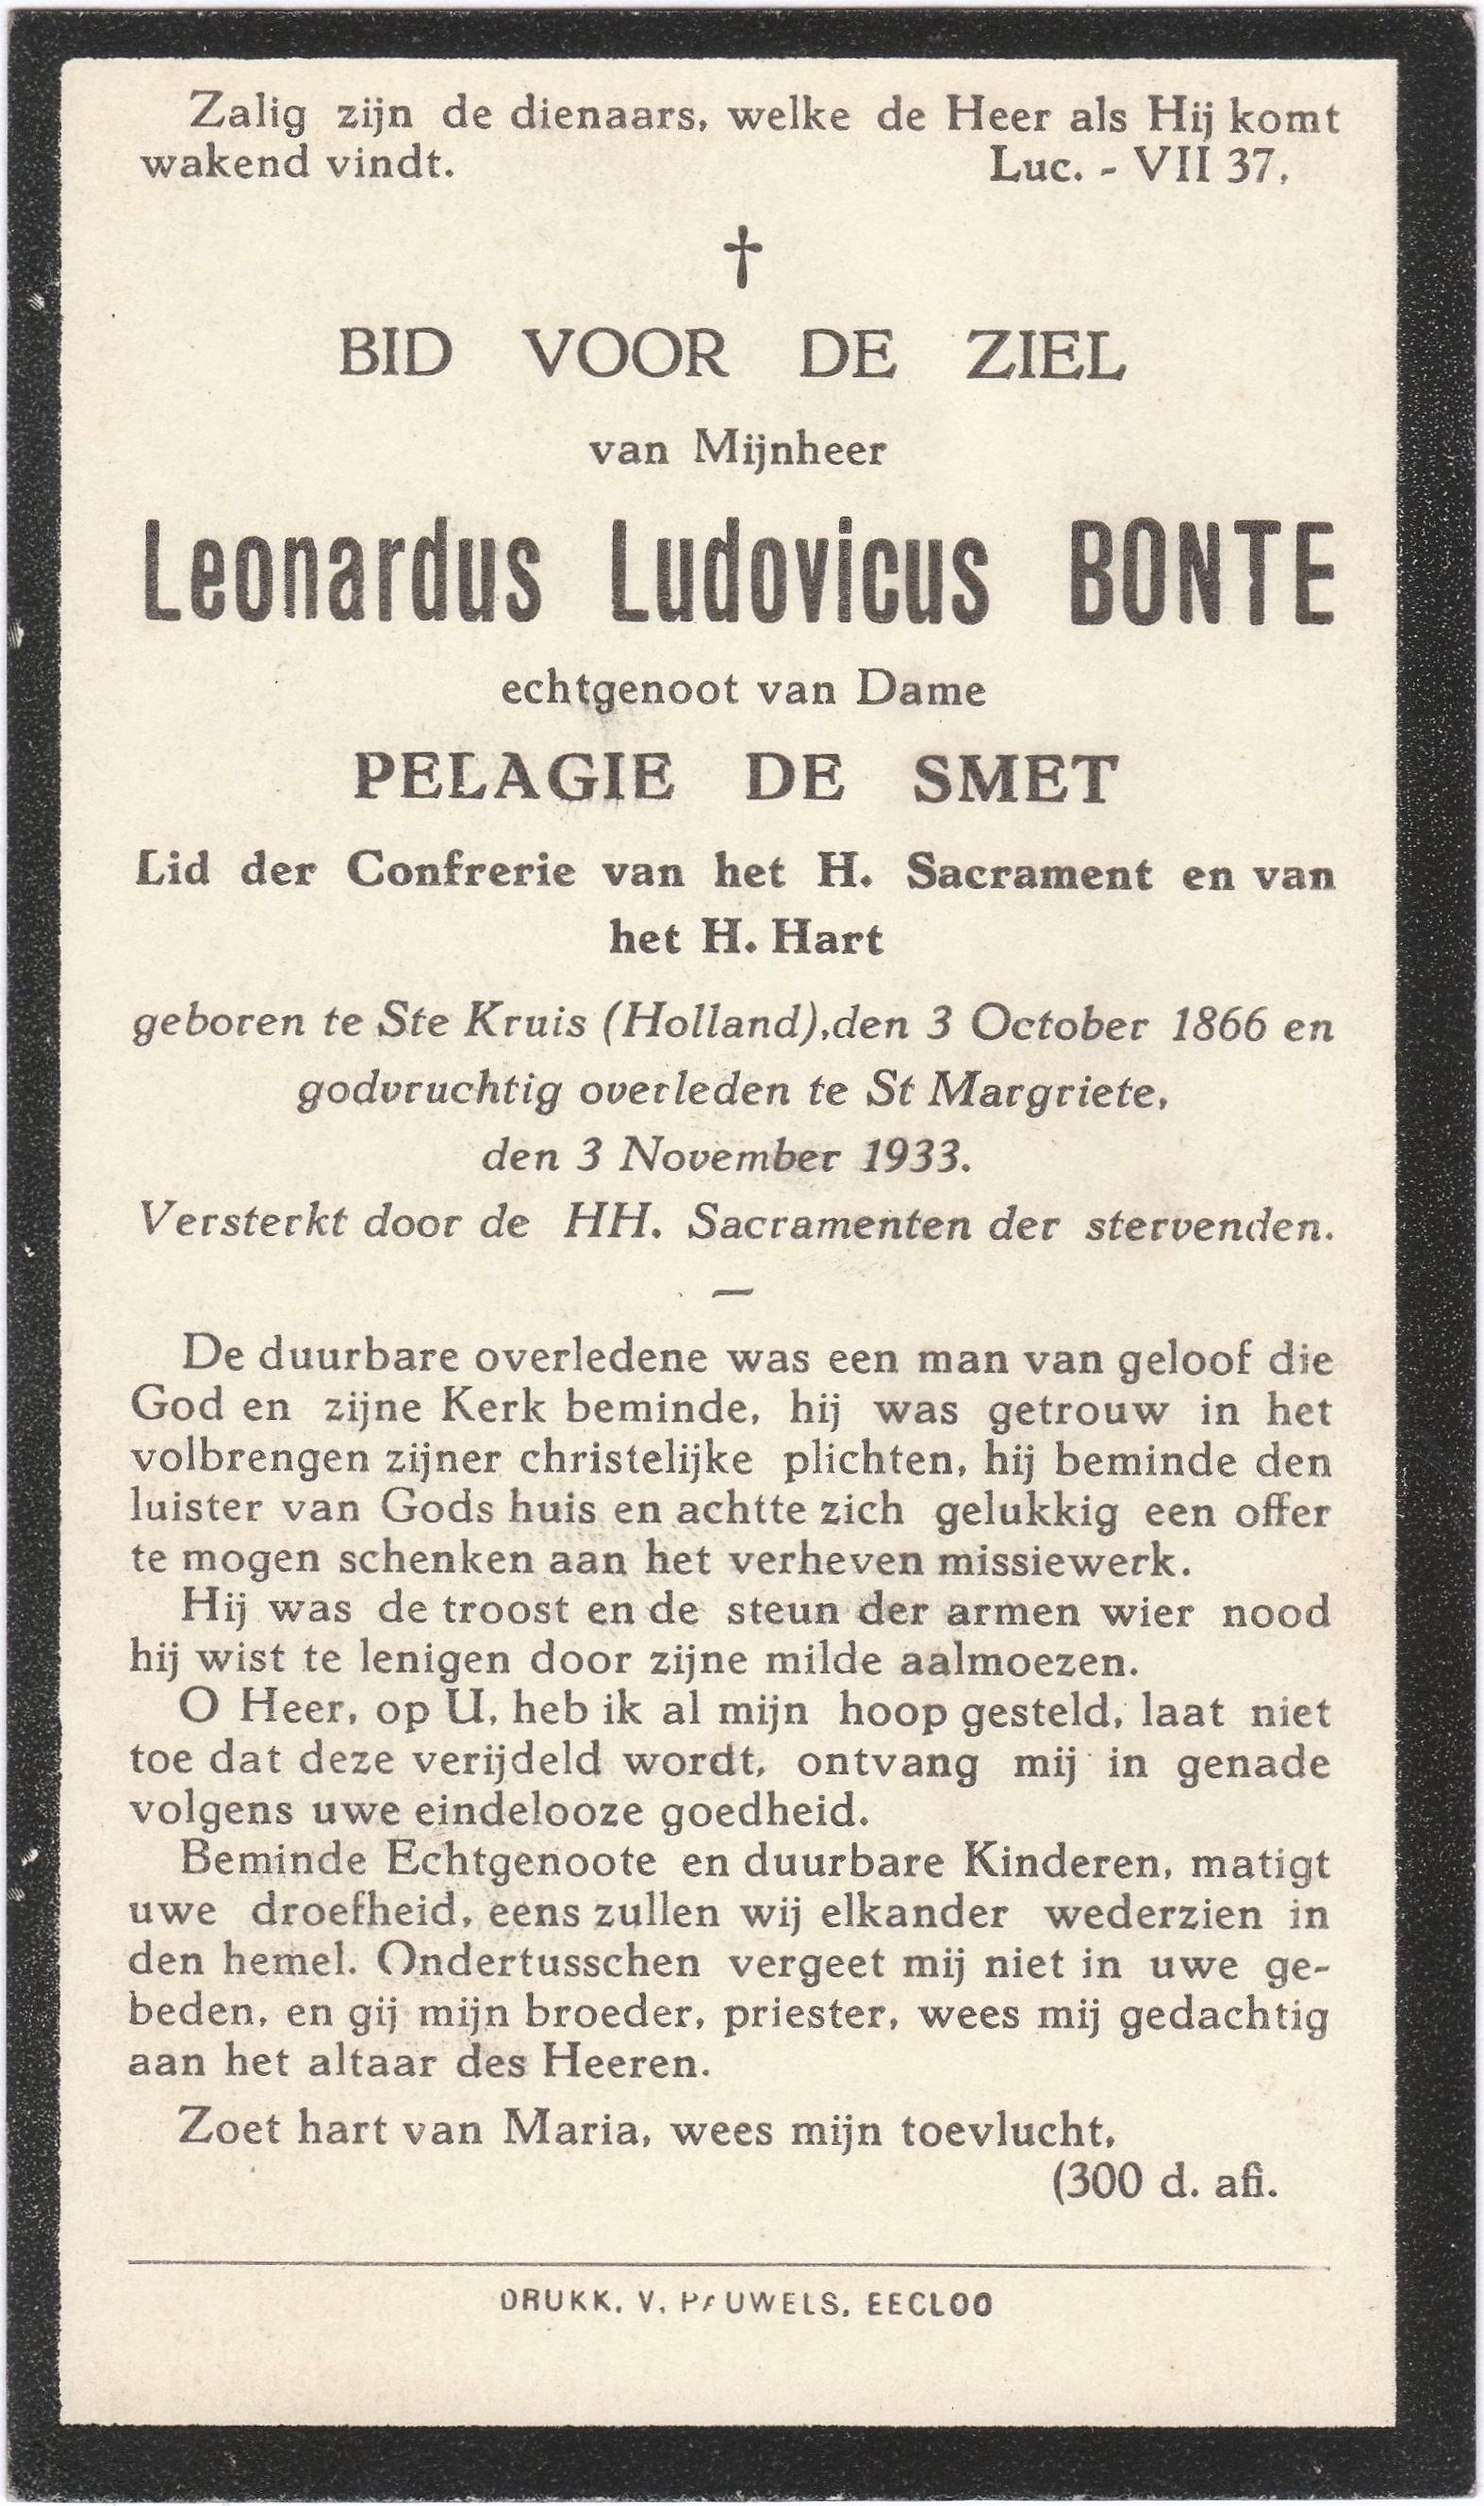 Zalig zijn de dienaars, welke de Heer als Hij komt
wakend vindt. Luc. - VII 37,
†
BID VOOR DE ZIEL
van Mijnheer
Leonardus Ludovicus BONTE
echtgenoot van Dame
PELAGIE DE SMET
Lid der Confrerie van het H. Sacrament en van
het H. Hart
geboren te Ste Kruis (Holland),den 3 October 1866 en
godvruchtig overleden te St Margriete,
den 3 November 1933.
Versterkt door de HH. Sacramenten der stervenden.
—
De duurbare overledene was een man van geloof die
God en zijne Kerk beminde, hij was getrouw in het
volbrengen zijner christelijke plichten, hij beminde den
luister van Gods huis en achtte zich gelukkig een offer
te mogen schenken aan het verheven missiewerk.
Hij was de troost en de steun der armen wier nood
hij wist te lenigen door zijne milde aalmoezen.
O Heer, op U, heb ik al mijn hoop gesteld, laat niet
toe dat deze verijdeld wordt, ontvang mij in genade
volgens uwe eindelooze goedheid.
Beminde Echtgenoote en duurbare Kinderen, matigt
uwe droefheid, eens zullen wij elkander wederzien in
den hemel. Ondertusschen vergeet mij niet in uwe ge-
beden, en gij mijn broeder, priester, wees mij gedachtig
aan het altaar des Heeren.
Zoet hart van Maria, wees mijn toevlucht,
(300 d. afi.
DRUKK. V. PAUWELS, EECLOO